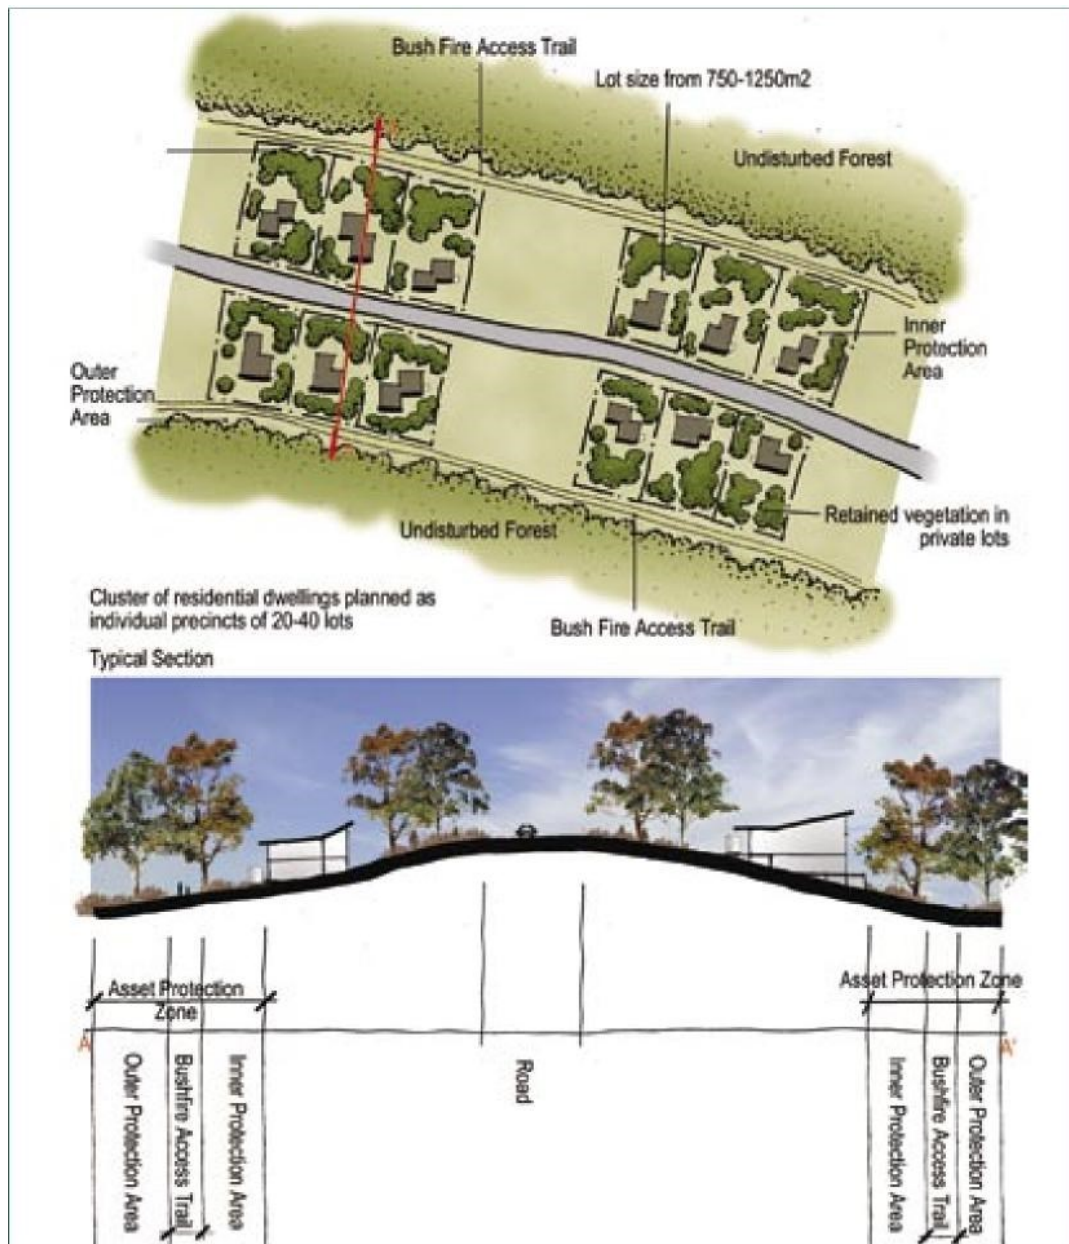 Bush Fire Access Trail
Lot size from 750-1250m2
Undisturbed Forest
Inner
Protection
Area
Outer
Protection
Area
Retained vegetation in
private lots
Undisturbed Forest
Bush Fire Access Trail
Cluster of residential dwellings planned as
individual precincts of 20-40 lots
Typical Section
Asset Protection
Zone
Asset Protection Zone
A
A'
Outer Protection Area
Bushfire Access Trail
Inner Protection Area
Road
Inner Protection Area
Bushfire Access Trail
Outer Protection Area